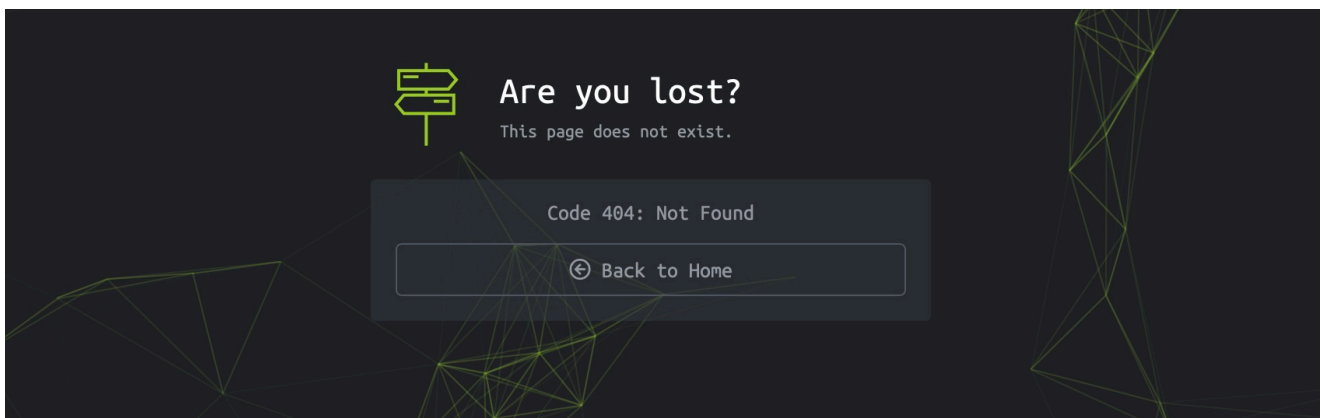 Are you lost?
This page does not exist.
Code 404: Not Found
Back to Home